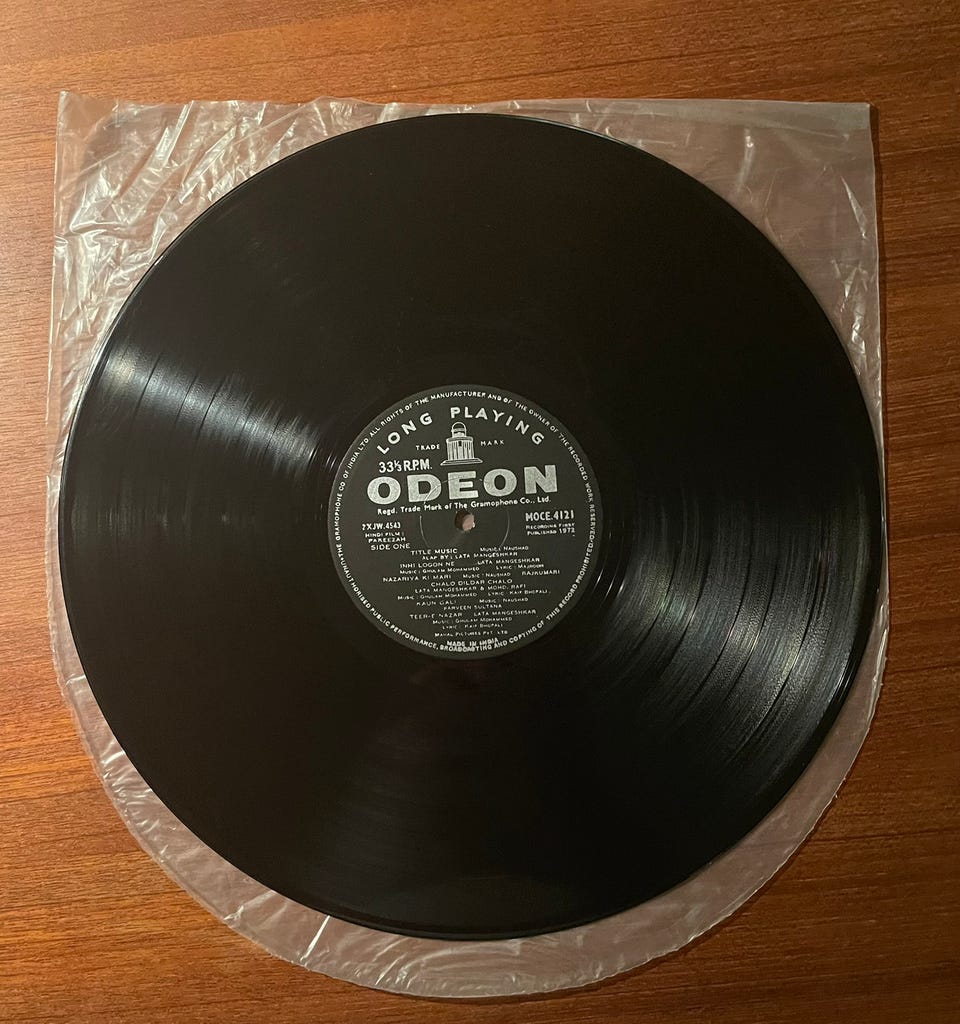 THE GRAMOPHONE CO. OF INDIA LTD. ALL RIGHTS OF THE MANUFACTURER AND OF THE OWNER OF THE RECORDED WORK RESERVED
UNAUTHORISED PUBLIC PERFORMANCE, BROADCASTING AND COPYING OF THIS RECORD PROHIBITED
LONG PLAYING
TRADE MARK
33⅓ R.P.M.
ODEON
Regd. Trade Mark of The Gramophone Co., Ltd.
2XJW.4543
MOCE.4121
HINDI FILM:
PAKEEZAH
RECORDING FIRST
PUBLISHED 1972
SIDE ONE
TITLE MUSIC MUSIC: NAUSHAD
ALAP BY: LATA MANGESHKAR
INHI LOGON NE LATA MANGESHKAR
MUSIC: GHULAM MOHOMMED LYRIC: MAJROOH
NAZARIYA KI MARI MUSIC: NAUSHAD RAJKUMARI
CHALO DILDAR CHALO
LATA MANGESHKAR & MOHD. RAFI
MUSIC: GHULAM MOHOMMED LYRIC: KAIF BHOPALI,
KAUN GALI MUSIC: NAUSHAD
PARVEEN SULTANA
TEER-E NAZAR LATA MANGESHKAR
MUSIC: GHULAM MOHOMMED
LYRIC: KAIF BHOPALI
MAHAL PICTURES PVT. LTD
MADE IN INDIA